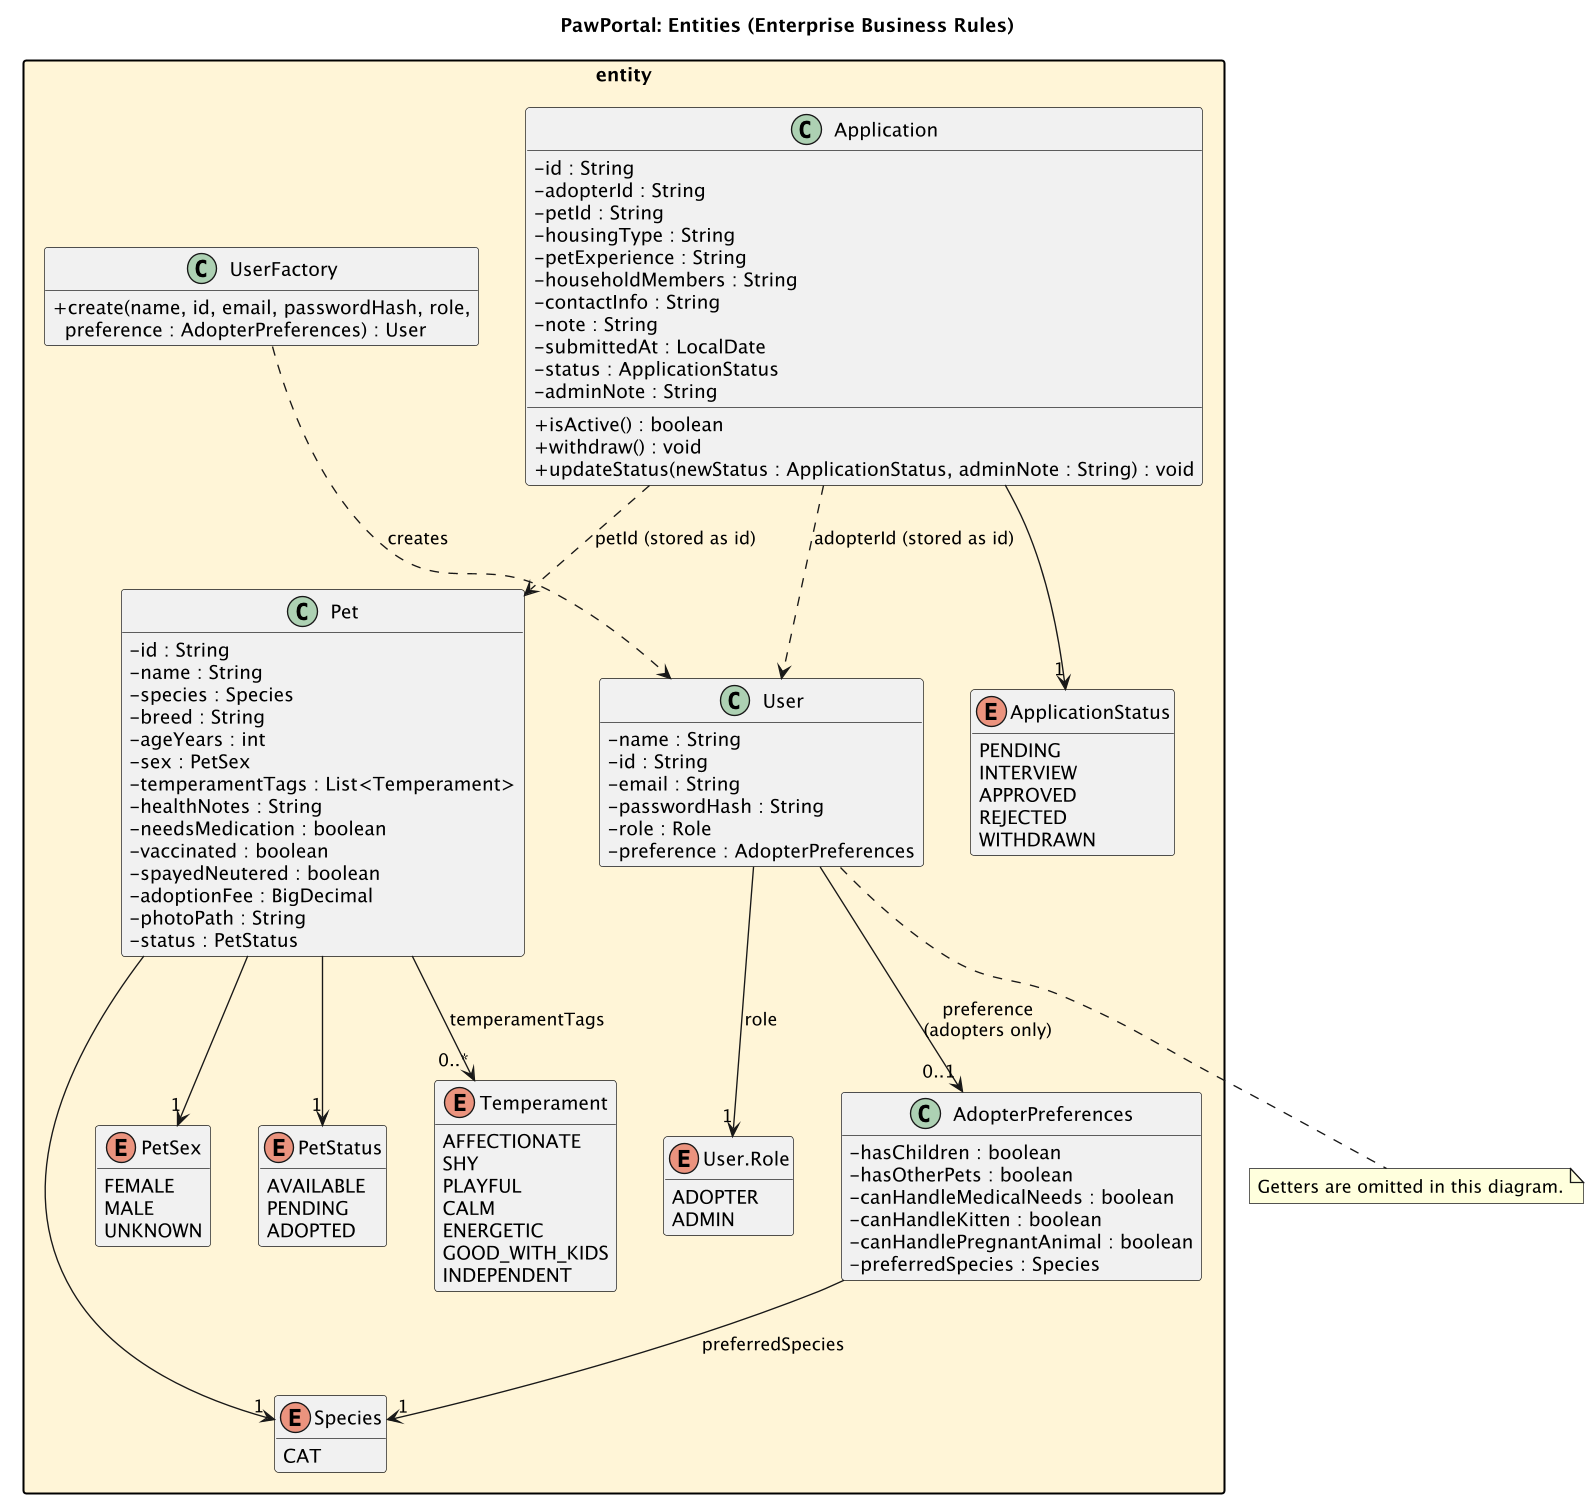 PawPortal: Entities (Enterprise Business Rules)
entity
C Application
-id : String
-adopterId : String
-petId : String
-housingType : String
-petExperience : String
-householdMembers : String
-contactInfo : String
-note : String
-submittedAt : LocalDate
-status : ApplicationStatus
-adminNote : String
+isActive() : boolean
+withdraw() : void
+updateStatus(newStatus : ApplicationStatus, adminNote : String) : void
C UserFactory
+create(name, id, email, passwordHash, role,
preference : AdopterPreferences) : User
creates
petId (stored as id)
adopterId (stored as id)
1
1
C Pet
-id : String
-name : String
-species : Species
-breed : String
-ageYears : int
-sex : PetSex
-temperamentTags : List<Temperament>
-healthNotes : String
-needsMedication : boolean
-vaccinated : boolean
-spayedNeutered : boolean
-adoptionFee : BigDecimal
-photoPath : String
-status : PetStatus
C User
-name : String
-id : String
-email : String
-passwordHash : String
-role : Role
-preference : AdopterPreferences
E ApplicationStatus
PENDING
INTERVIEW
APPROVED
REJECTED
WITHDRAWN
temperamentTags
role
preference
(adopters only)
0..*
0..1
1
1
1
E PetSex
FEMALE
MALE
UNKNOWN
E PetStatus
AVAILABLE
PENDING
ADOPTED
E Temperament
AFFECTIONATE
SHY
PLAYFUL
CALM
ENERGETIC
GOOD_WITH_KIDS
INDEPENDENT
E User.Role
ADOPTER
ADMIN
C AdopterPreferences
-hasChildren : boolean
-hasOtherPets : boolean
-canHandleMedicalNeeds : boolean
-canHandleKitten : boolean
-canHandlePregnantAnimal : boolean
-preferredSpecies : Species
Getters are omitted in this diagram.
preferredSpecies
1
1
E Species
CAT